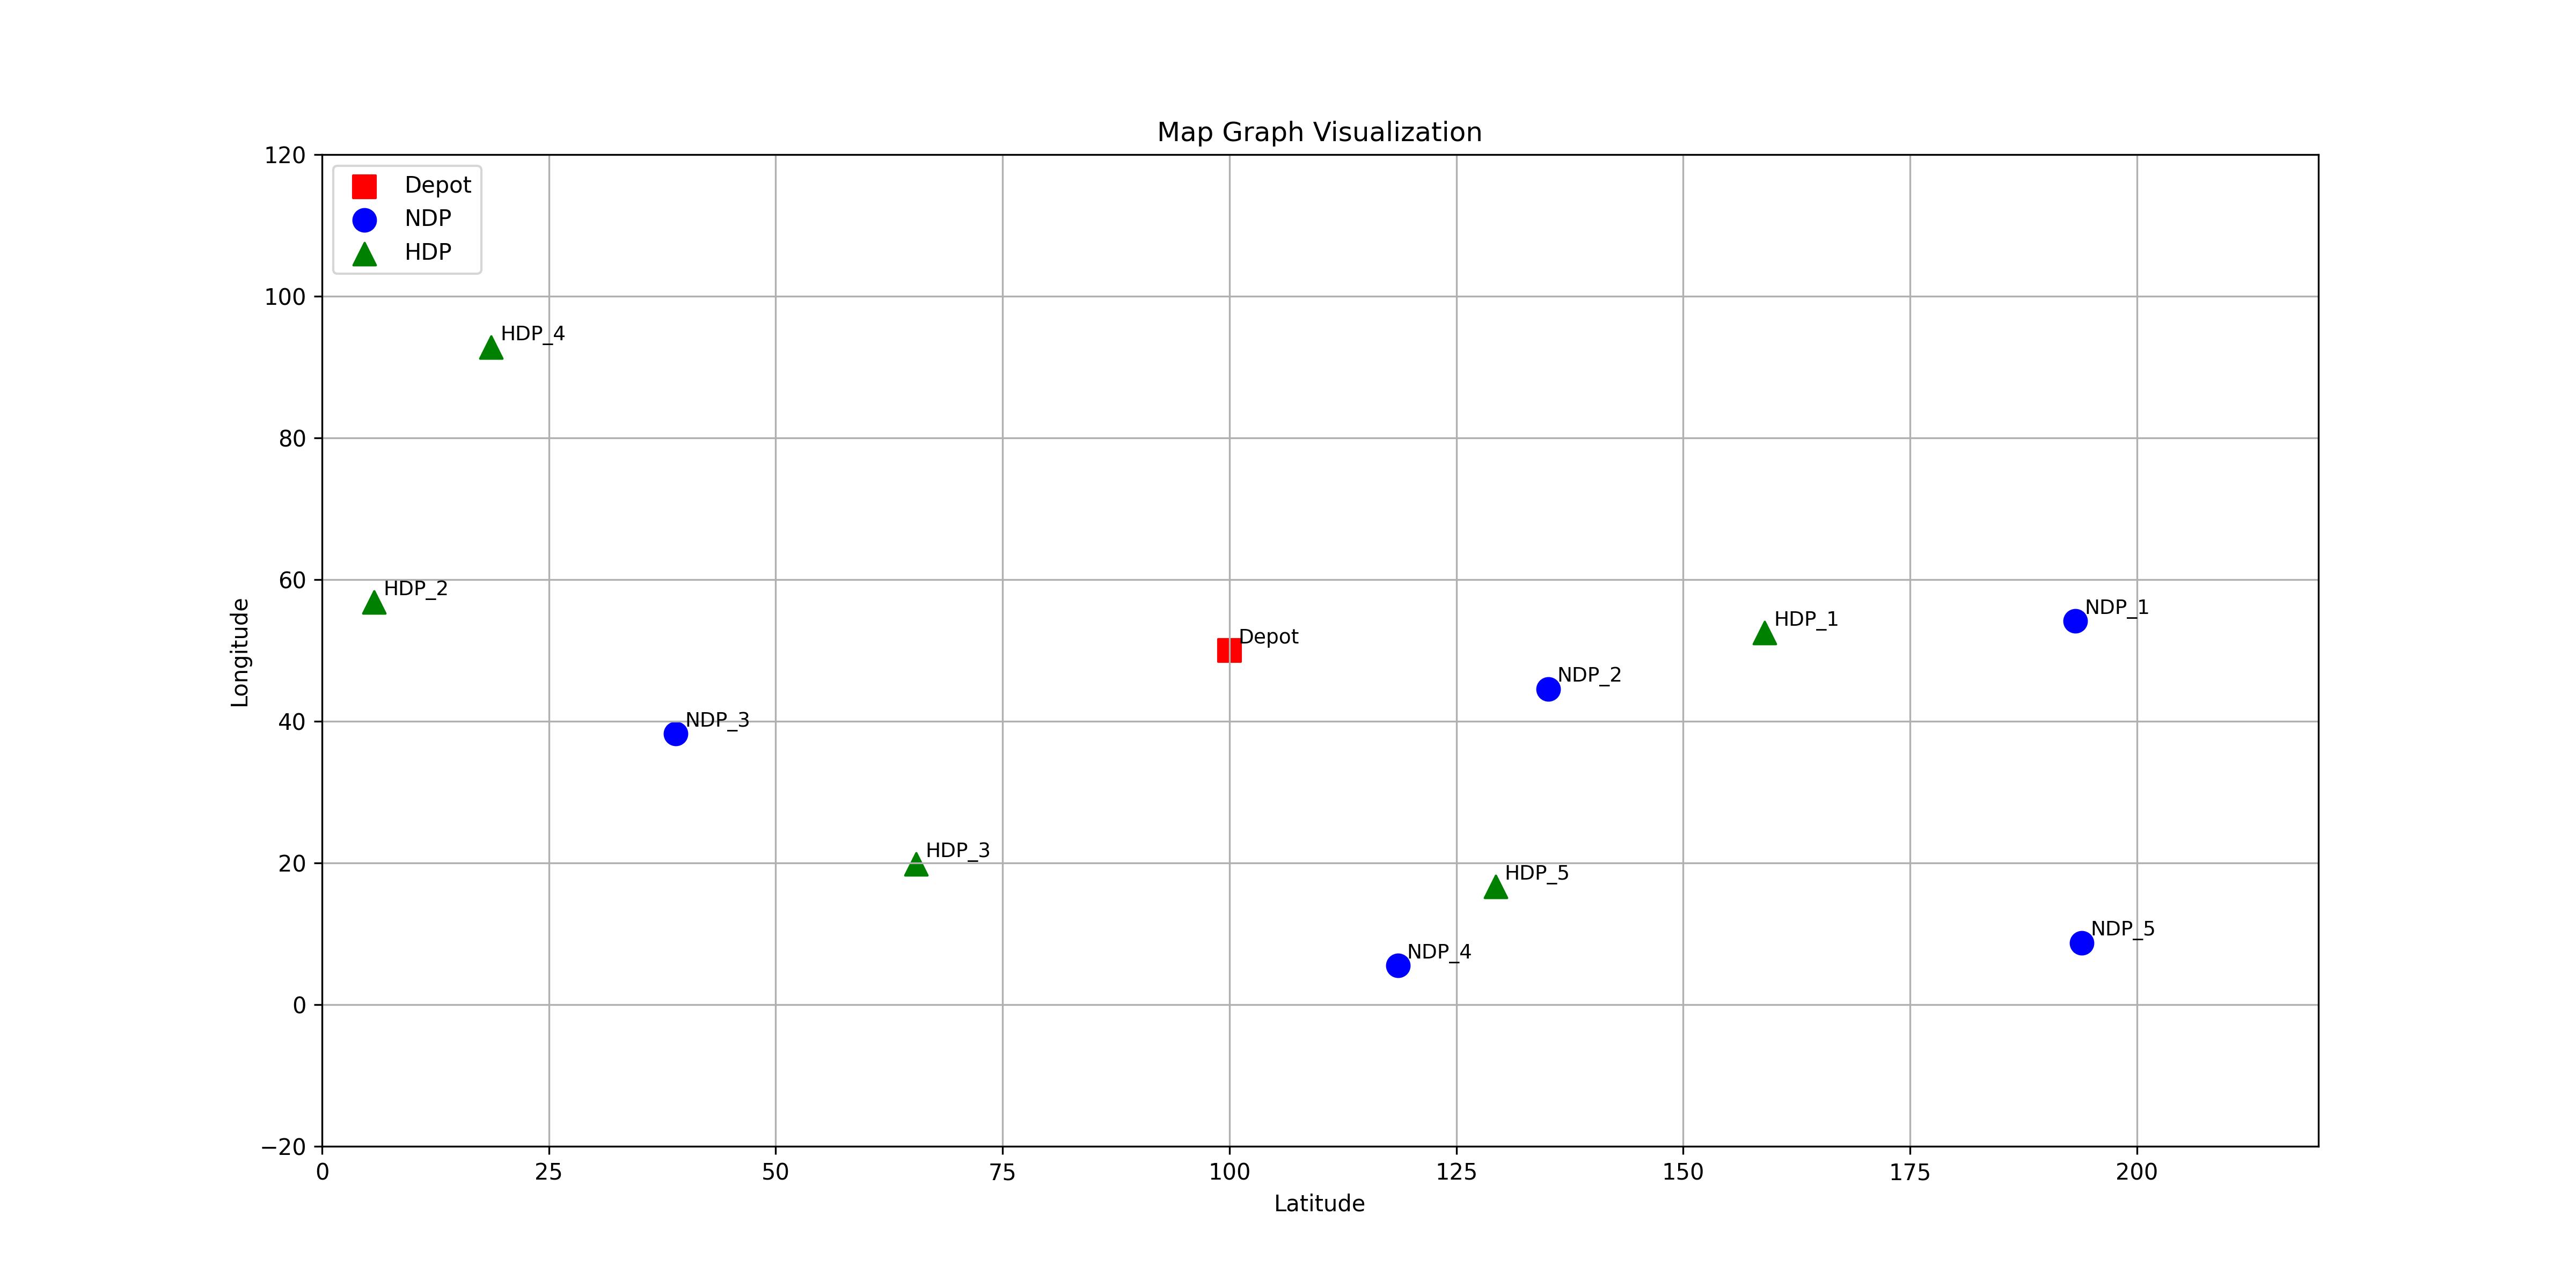 Map Graph Visualization
120
100
80
60
40
20
0
−20
Longitude
Depot
NDP
HDP
HDP_4
HDP_2
HDP_1
NDP_1
Depot
NDP_2
NDP_3
HDP_3
HDP_5
NDP_5
NDP_4
0 25 50 75 100 125 150 175 200
Latitude